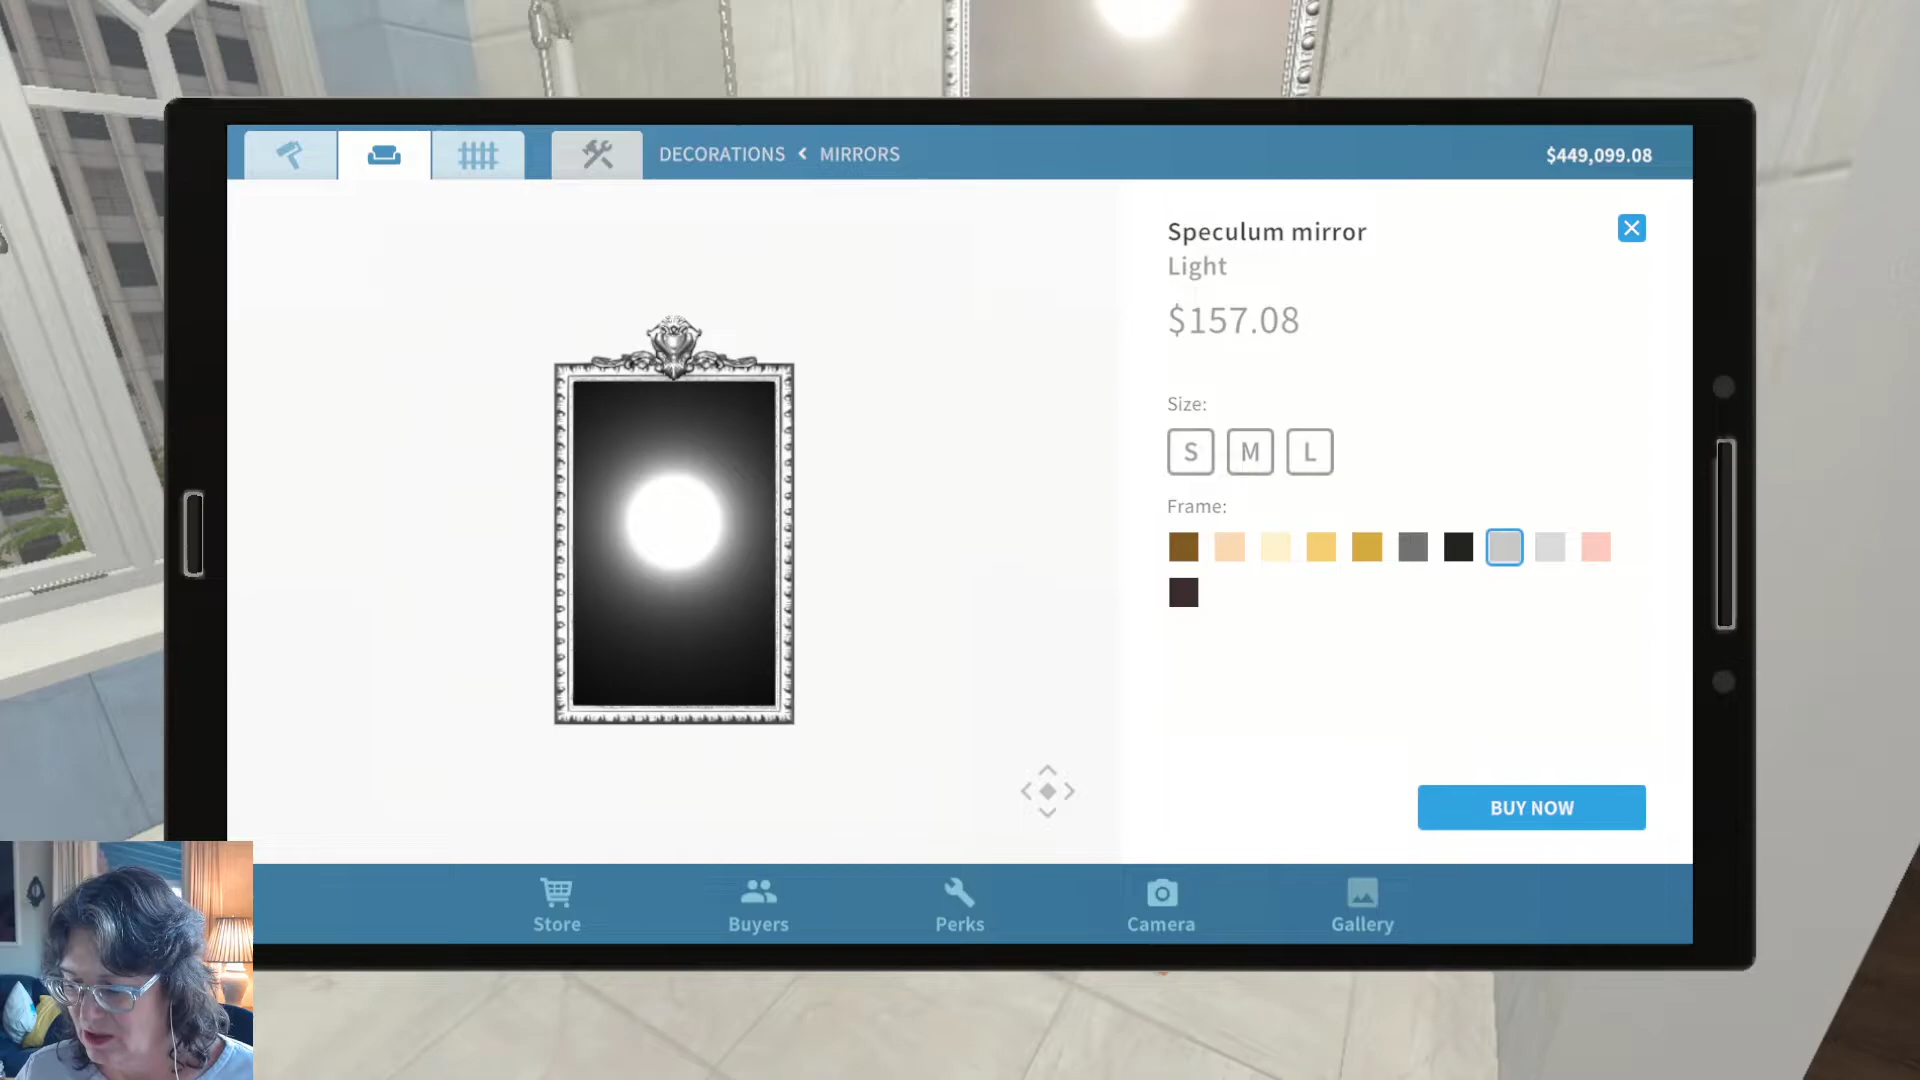 DECORATIONS < MIRRORS
$449,099.08
Speculum mirror
Light
$157.08
Size:
S M L
Frame:
BUY NOW
Store Buyers Perks Camera Gallery